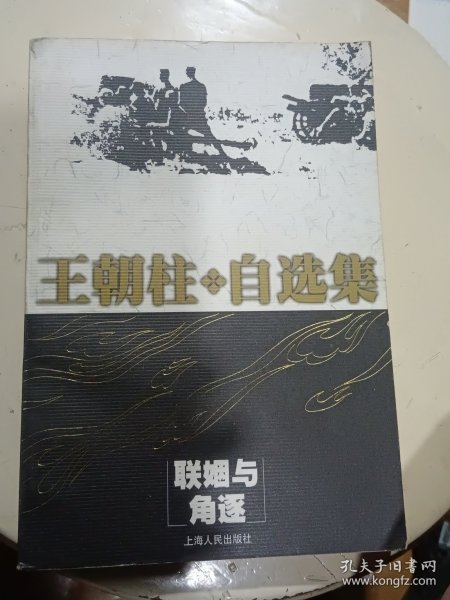 王朝柱❖自选集
联姻与
角逐
上海人民出版社
孔夫子旧书网
www.kongfz.com